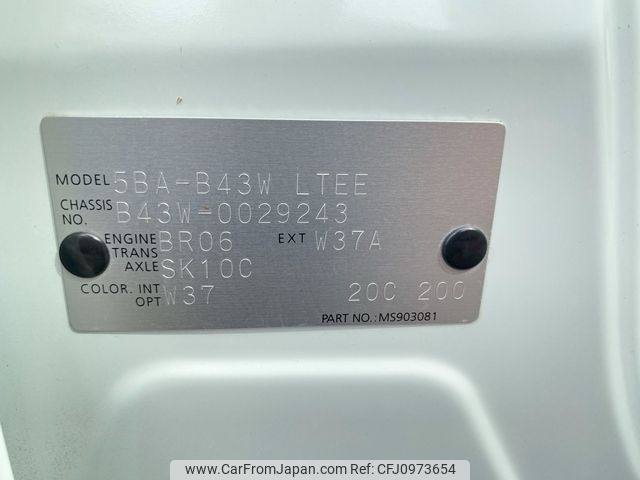 MODEL 5BA-B43W LTEE
CHASSIS NO. B43W-0029243
ENGINE BR06 EXT W37A
TRANS AXLE SK10C
COLOR. INT W37 20C 200
OPT
PART NO.:MS903081
www.CarFromJapan.com | Ref No.CFJ0973654